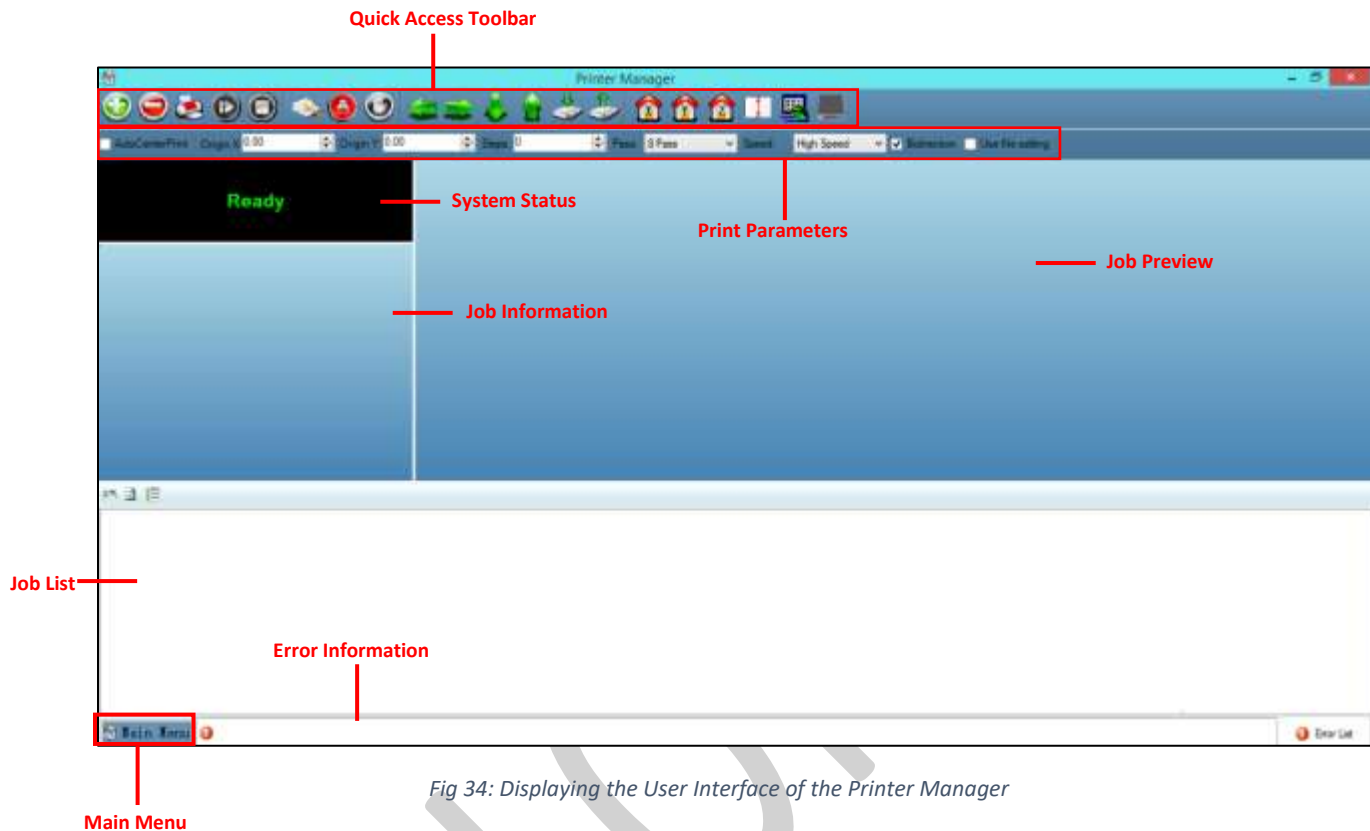 Quick Access Toolbar
Printer Manager
AutoCenterPrint Origin X 0.00 Origin Y 0.00 Steps 0 Pass 8 Pass Speed High Speed Bidirection Use file setting
Ready
System Status
Print Parameters
Job Preview
Job Information
Job List
Error Information
Main Menu
Error List
Fig 34: Displaying the User Interface of the Printer Manager
Main Menu